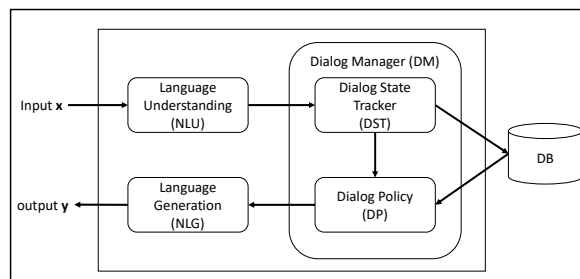 Dialog Manager (DM)
Input x
Language
Understanding
(NLU)
Dialog State
Tracker
(DST)
DB
output y
Language
Generation
(NLG)
Dialog Policy
(DP)